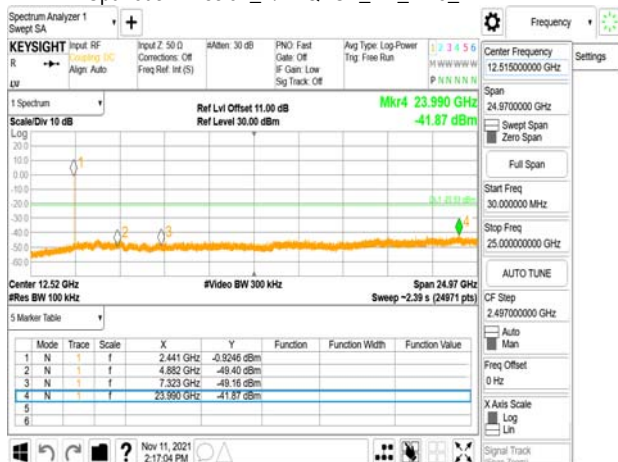 Spectrum Analyzer 1
Swept SA
Frequency
KEYSIGHT
R
LV
Input: RF
Coupling: DC
Align: Auto
Input Z: 50 Ω
Corrections: Off
Freq Ref: Int (S)
#Atten: 30 dB
PNO: Fast
Gate: Off
IF Gain: Low
Sig Track: Off
Avg Type: Log-Power
Trig: Free Run
1 2 3 4 5 6
M W W W W W
P N N N N N
1 Spectrum
Scale/Div 10 dB
Ref Lvl Offset 11.00 dB
Ref Level 30.00 dBm
Mkr4 23.990 GHz
-41.87 dBm
Log
20.0
10.0
0.00
-10.0
-20.0
-30.0
-40.0
-50.0
-60.0
1
2
3
4
Center 12.52 GHz
#Video BW 300 kHz
Span 24.97 GHz
#Res BW 100 kHz
Sweep ~2.39 s (24971 pts)
5 Marker Table
Mode Trace Scale X Y Function Function Width Function Value
1 N 1 f 2.441 GHz -0.9246 dBm
2 N 1 f 4.882 GHz -49.40 dBm
3 N 1 f 7.323 GHz -49.16 dBm
4 N 1 f 23.990 GHz -41.87 dBm
5
6
Nov 11, 2021
2:17:04 PM
Center Frequency
12.515000000 GHz
Settings
Span
24.9700000 GHz
Swept Span
Zero Span
Full Span
Start Freq
30.000000 MHz
Stop Freq
25.000000000 GHz
AUTO TUNE
CF Step
2.497000000 GHz
Auto
Man
Freq Offset
0 Hz
X Axis Scale
Log
Lin
Signal Track